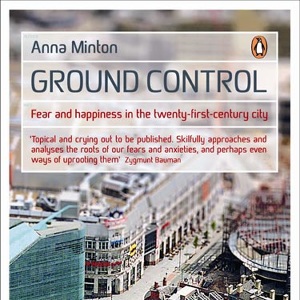 Anna Minton
GROUND CONTROL
Fear and happiness in the twenty-first-century city
'Topical and crying out to be published. Skilfully approaches and
analyses the roots of our fears and anxieties, and perhaps even
ways of uprooting them' Zygmunt Bauman